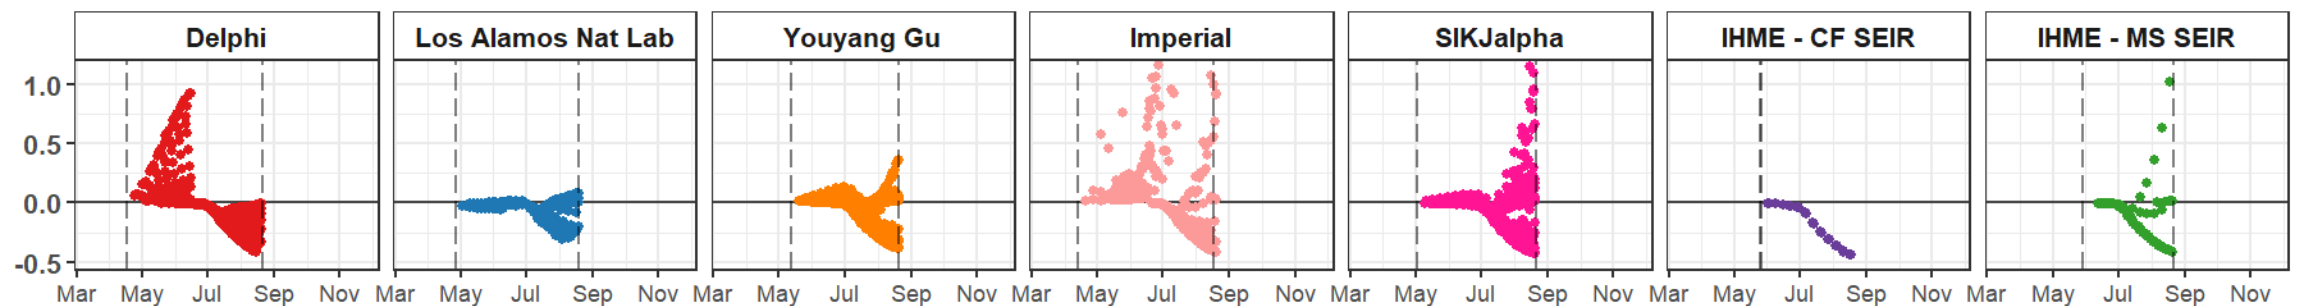 Delphi Los Alamos Nat Lab Youyang Gu Imperial SIKJalpha IHME - CF SEIR IHME - MS SEIR
1.0
0.5
0.0
-0.5
Mar May Jul Sep Nov Mar May Jul Sep Nov Mar May Jul Sep Nov Mar May Jul Sep Nov Mar May Jul Sep Nov Mar May Jul Sep Nov Mar May Jul Sep Nov